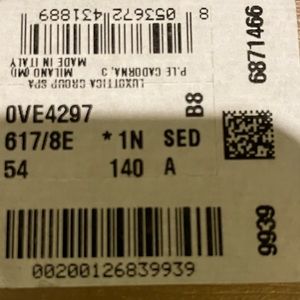 8 053672 431889
LUXOTTICA GROUP SPA
P.LE CADORNA, 3, MILANO (MI)
MADE IN ITALY
0VE4297
B8
617/8E * 1N SED
54 140 A
00200126839939
6871466
9939